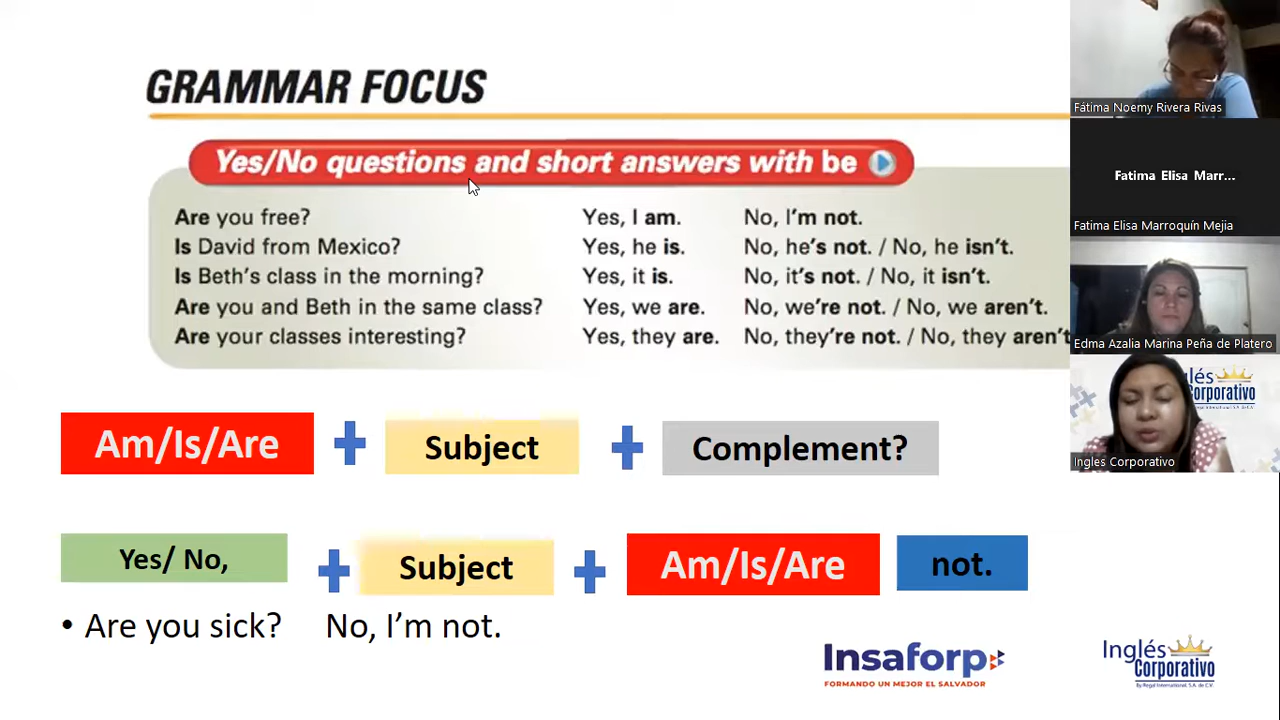 GRAMMAR FOCUS
Yes/No questions and short answers with be
Are you free? Yes, I am. No, I'm not.
Is David from Mexico? Yes, he is. No, he's not. / No, he isn't.
Is Beth's class in the morning? Yes, it is. No, it's not. / No, it isn't.
Are you and Beth in the same class? Yes, we are. No, we're not. / No, we aren't.
Are your classes interesting? Yes, they are. No, they're not. / No, they aren't
Am/Is/Are + Subject + Complement?
Yes/ No, + Subject + Am/Is/Are not.
• Are you sick? No, I'm not.
Insaforp
FORMANDO UN MEJOR EL SALVADOR
Inglés
Corporativo
By Regal International, S.A. de C.V.
Fátima Noemy Rivera Rivas
Fatima Elisa Marr...
Fatima Elisa Marroquín Mejia
Edma Azalia Marina Peña de Platero
glés
orporativo
Ingles Corporativo